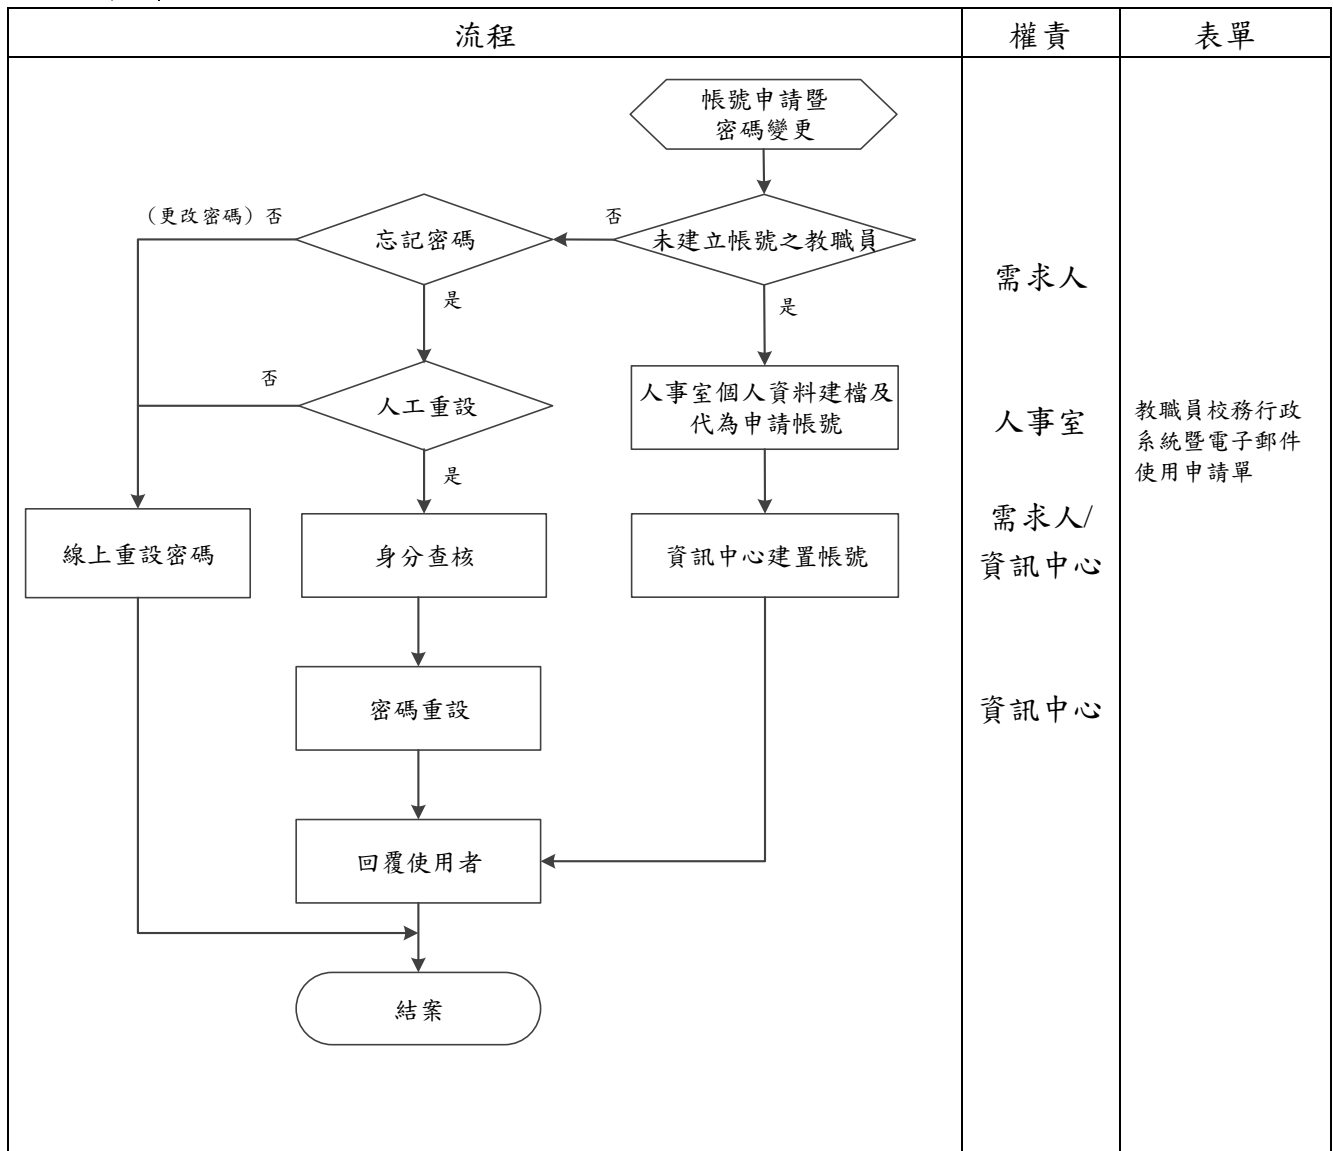 流程
權責
表單
帳號申請暨
密碼變更
(更改密碼)否
否
忘記密碼
未建立帳號之教職員
需求人
是
是
否
人工重設
人事室個人資料建檔及
代為申請帳號
人事室
教職員校務行政
系統暨電子郵件
使用申請單
是
需求人/
資訊中心
線上重設密碼
身分查核
資訊中心建置帳號
密碼重設
資訊中心
回覆使用者
結案